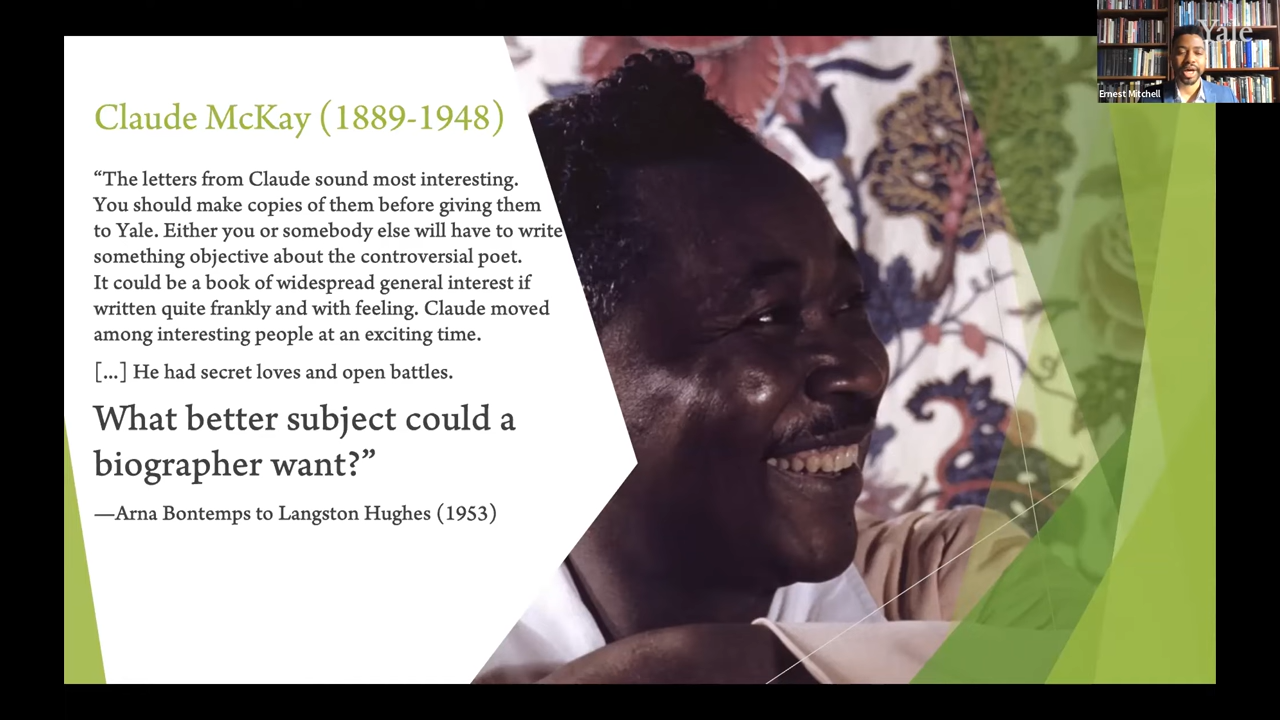 Claude McKay (1889-1948)
“The letters from Claude sound most interesting.
You should make copies of them before giving them
to Yale. Either you or somebody else will have to write
something objective about the controversial poet.
It could be a book of widespread general interest if
written quite frankly and with feeling. Claude moved
among interesting people at an exciting time.
[...] He had secret loves and open battles.
What better subject could a
biographer want?”
—Arna Bontemps to Langston Hughes (1953)
Yale
Ernest Mitchell